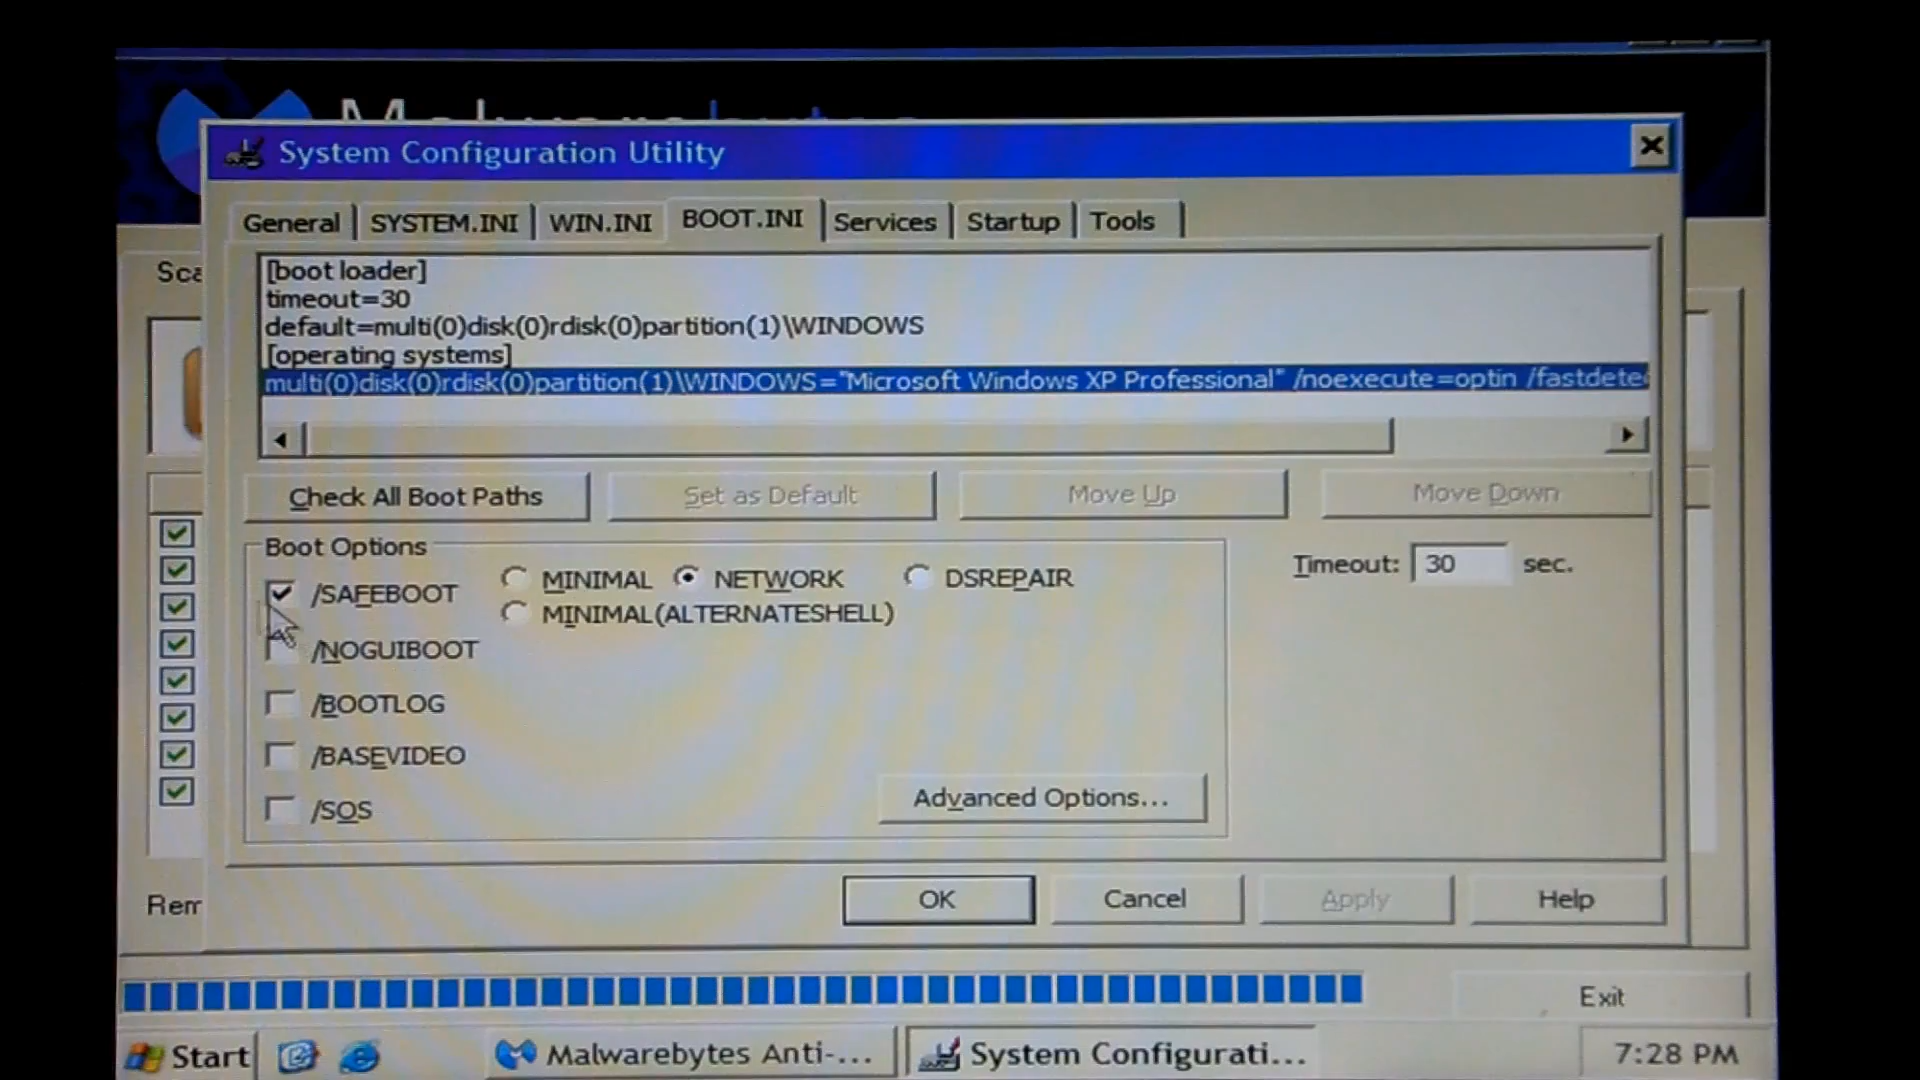 System Configuration Utility
General SYSTEM.INI WIN.INI BOOT.INI Services Startup Tools
[boot loader]
timeout=30
default=multi(0)disk(0)rdisk(0)partition(1)\WINDOWS
[operating systems]
multi(0)disk(0)rdisk(0)partition(1)\WINDOWS="Microsoft Windows XP Professional" /noexecute=optin /fastdetec
Check All Boot Paths Set as Default Move Up Move Down
Boot Options
/SAFEBOOT MINIMAL NETWORK DSREPAIR
MINIMAL(ALTERNATESHELL)
Timeout: 30 sec.
/NOGUIBOOT
/BOOTLOG
/BASEVIDEO
/SOS
Advanced Options...
OK Cancel Apply Help
Exit
Start Malwarebytes Anti-... System Configurati... 7:28 PM